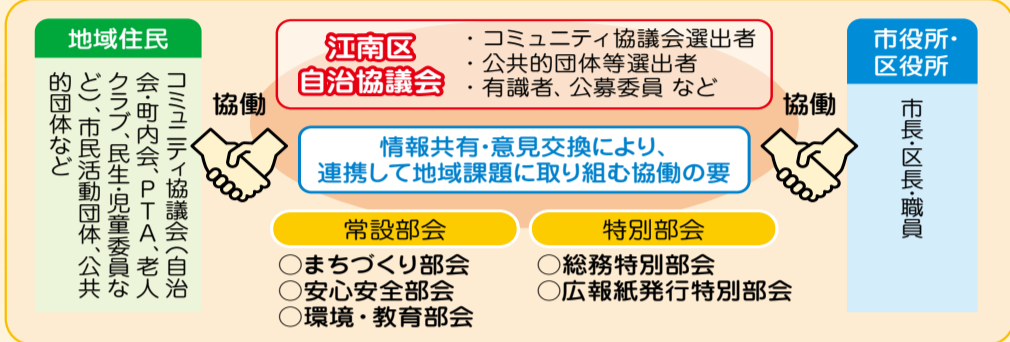 地域住民
コミュニティ協議会(自治
会・町内会、PTA、老人
クラブ、民生・児童委員な
ど)、市民活動団体、公共
的団体など
協働
江南区
自治協議会
・コミュニティ協議会選出者
・公共的団体等選出者
・有識者、公募委員 など
情報共有・意見交換により、
連携して地域課題に取り組む協働の要
常設部会
○まちづくり部会
○安心安全部会
○環境・教育部会
特別部会
○総務特別部会
○広報紙発行特別部会
協働
市役所・
区役所
市長・区長・職員